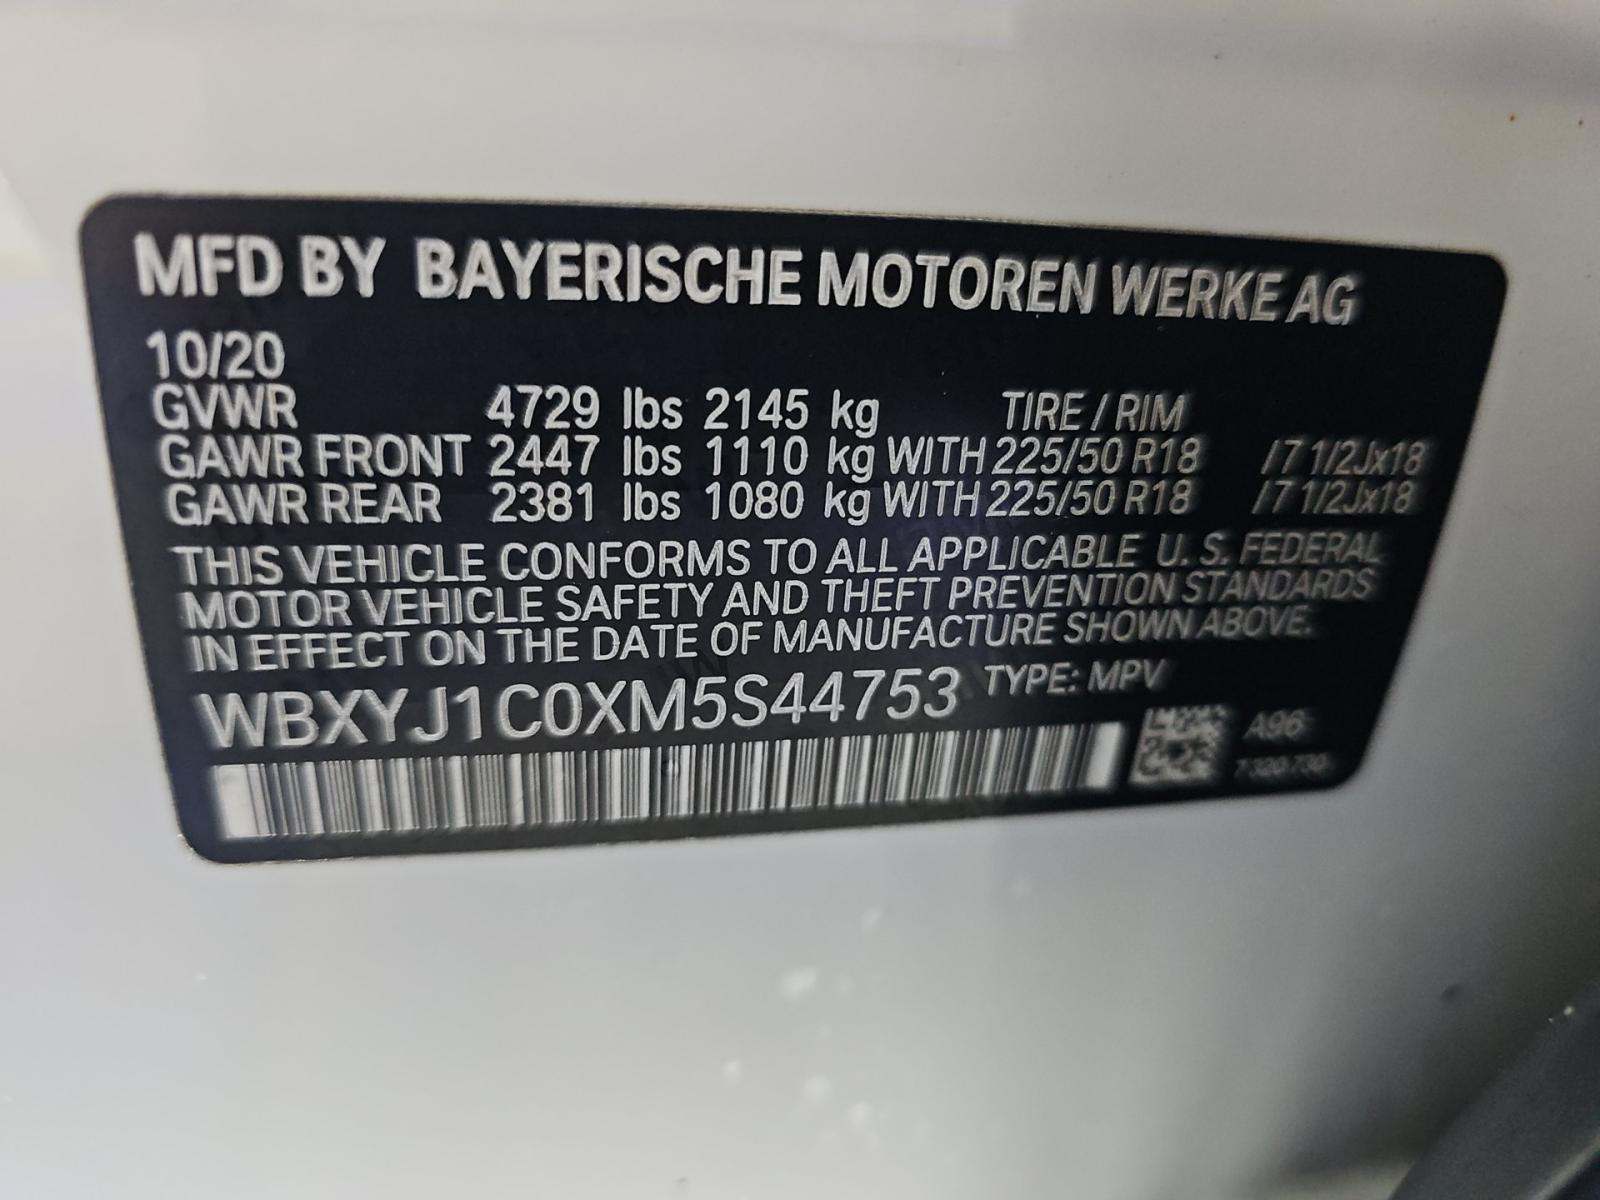 MFD BY BAYERISCHE MOTOREN WERKE AG
10/20
GVWR 4729 lbs 2145 kg TIRE / RIM
GAWR FRONT 2447 lbs 1110 kg WITH 225/50 R18 / 7 1/2Jx18
GAWR REAR 2381 lbs 1080 kg WITH 225/50 R18 / 7 1/2Jx18
THIS VEHICLE CONFORMS TO ALL APPLICABLE U. S. FEDERAL
MOTOR VEHICLE SAFETY AND THEFT PREVENTION STANDARDS
IN EFFECT ON THE DATE OF MANUFACTURE SHOWN ABOVE.
WBXYJ1C0XM5S44753 TYPE: MPV
A96